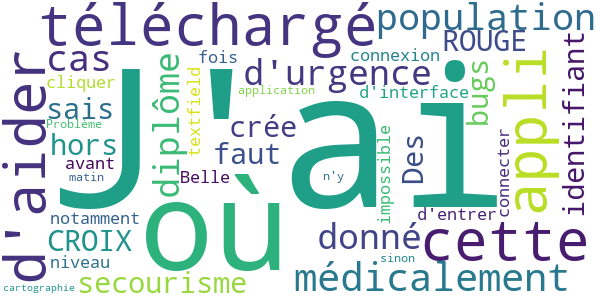 téléchargé
population
ROUGE
cas
fois
connexion
d'urgence
d'interface
cliquer
application
sais
Problème
textfield
diplôme
crée
bugs
appli
identifiant
d'aider
J'ai
hors
faut
avant
matin
Belle
n'y
impossible
Des
connecter
où
notamment
d'entrer
CROIX
donné
cette
niveau
sinon
médicalement
secourisme
cartographie